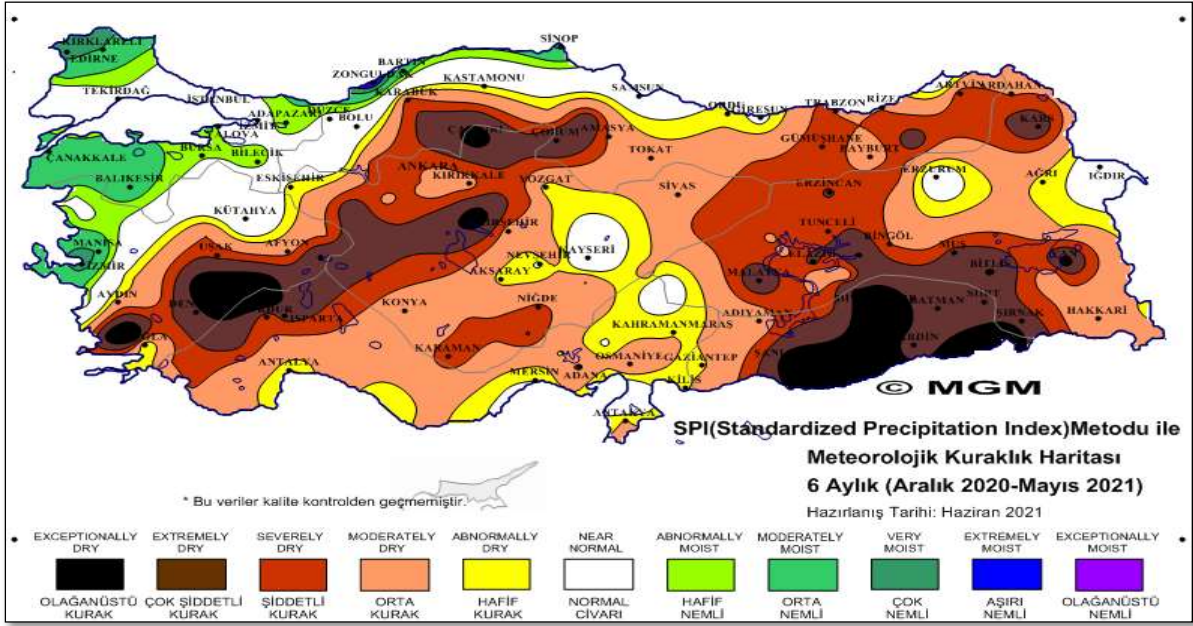 SİNOP
KIRKLARELİ
BARTIN
EDİRNE
ZONGULDAK
KASTAMONU
KARABÜK
SAMSUN
TEKİRDAĞ
İSTANBUL
ARTVİN
ARDAHAN
ORDU
TRABZON
RİZE
GİRESUN
ADAPAZARI
DÜZCE
BOLU
İZMİT
KARS
ÇORUM
AMASYA
YALOVA
GÜMÜŞHANE
BURSA
BAYBURT
ÇANAKKALE
BİLECİK
TOKAT
ANKARA
ERZURUM
AĞRI
IĞDIR
KIRIKKALE
BALIKESİR
ESKİŞEHİR
YOZGAT
SİVAS
ERZİNCAN
KÜTAHYA
TUNCELİ
MANİSA
UŞAK
AFYON
KAYSERİ
BİNGÖL
MUŞ
NEVŞEHİR
ELAZIĞ
VAN
İZMİR
BİTLİS
AKSARAY
MALATYA
AYDIN
KONYA
NİĞDE
BATMAN
SİİRT
ISPARTA
ADIYAMAN
ŞIRNAK
HAKKARİ
KAHRAMANMARAŞ
KARAMAN
OSMANİYE
GAZİANTEP
ANTALYA
MERSİN
ADANA
KİLİS
ANTAKYA
© MGM
SPI(Standardized Precipitation Index)Metodu ile
Meteorolojik Kuraklık Haritası
6 Aylık (Aralık 2020-Mayıs 2021)
Hazırlanış Tarihi: Haziran 2021
* Bu veriler kalite kontrolden geçmemiştir.
EXCEPTIONALLY DRY
EXTREMELY DRY
SEVERELY DRY
MODERATELY DRY
ABNORMALLY DRY
NEAR NORMAL
ABNORMALLY MOIST
MODERATELY MOIST
VERY MOIST
EXTREMELY MOIST
EXCEPTIONALLY MOIST
OLAĞANÜSTÜ KURAK
ÇOK ŞİDDETLİ KURAK
ŞİDDETLİ KURAK
ORTA KURAK
HAFİF KURAK
NORMAL CİVARI
HAFİF NEMLİ
ORTA NEMLİ
ÇOK NEMLİ
AŞIRI NEMLİ
OLAĞANÜSTÜ NEMLİ